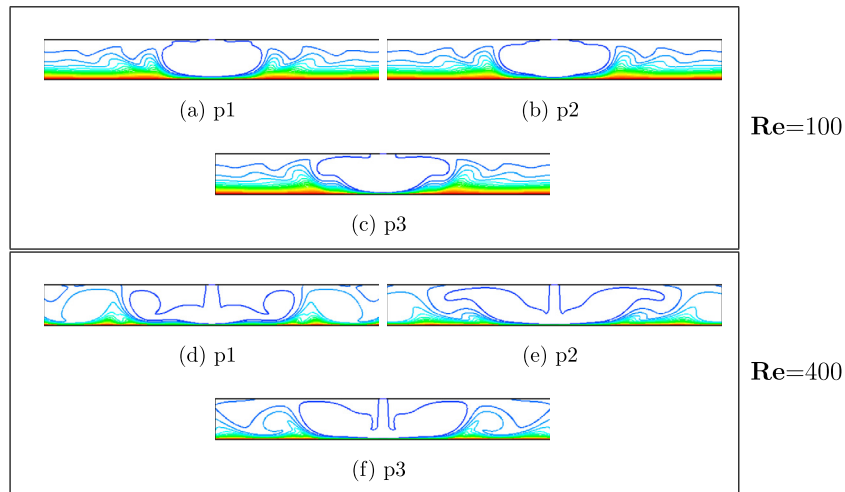 (a) p1
(b) p2
(c) p3
Re=100
(d) p1
(e) p2
(f) p3
Re=400